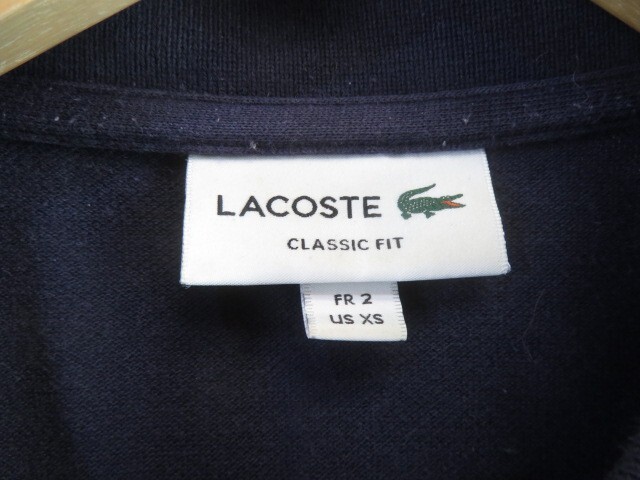 LACOSTE
CLASSIC FIT
FR 2
US XS